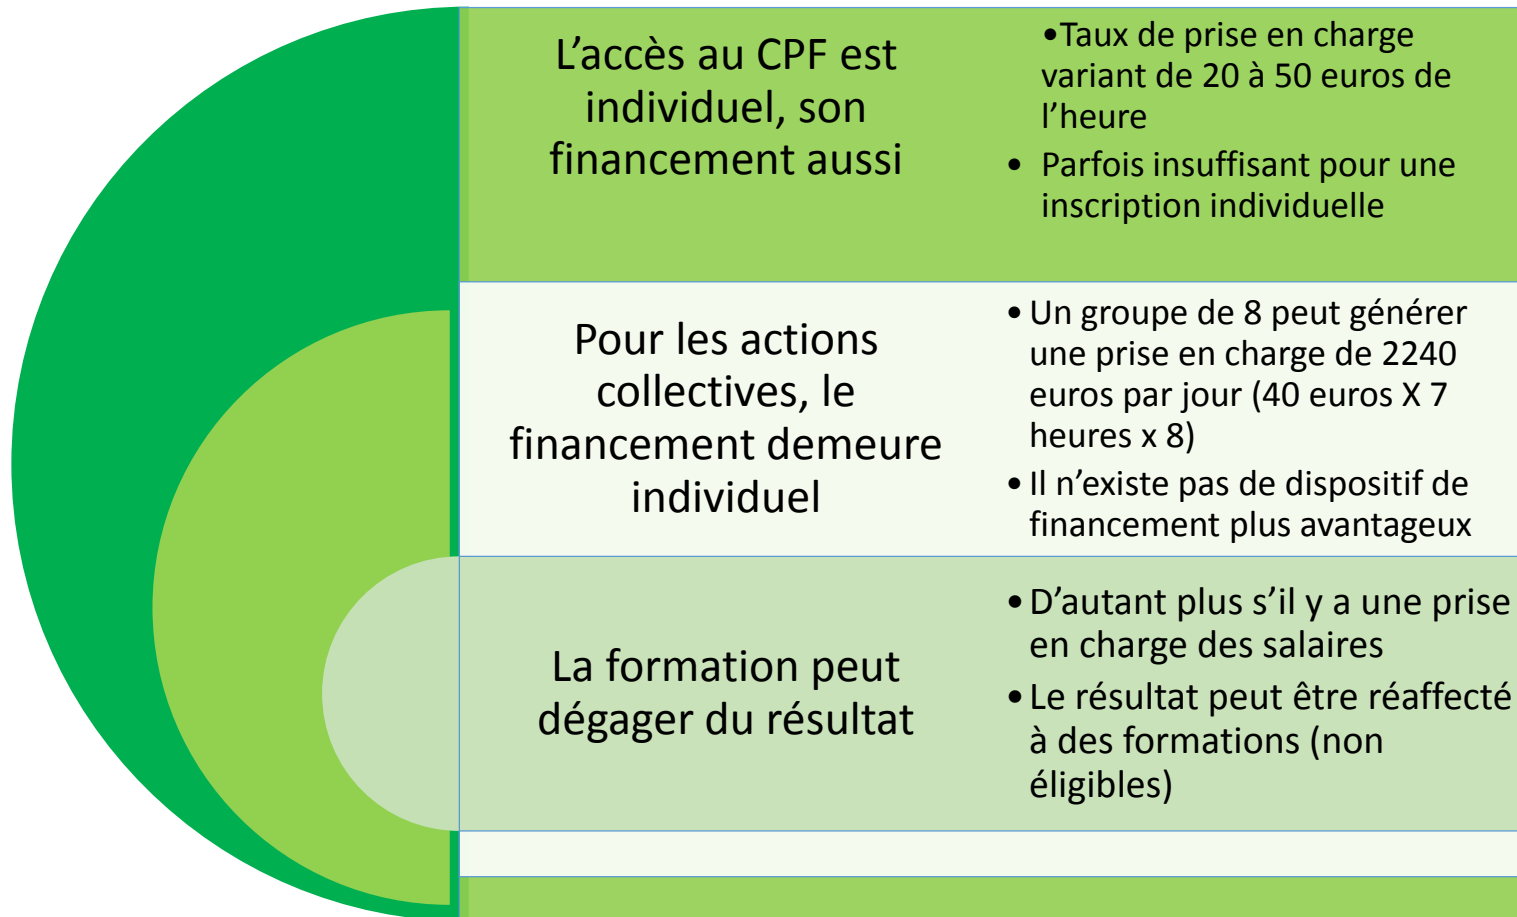 L’accès au CPF est
individuel, son
financement aussi
•Taux de prise en charge
variant de 20 à 50 euros de
l’heure
• Parfois insuffisant pour une
inscription individuelle
Pour les actions
collectives, le
financement demeure
individuel
• Un groupe de 8 peut générer
une prise en charge de 2240
euros par jour (40 euros X 7
heures x 8)
• Il n’existe pas de dispositif de
financement plus avantageux
La formation peut
dégager du résultat
• D’autant plus s’il y a une prise
en charge des salaires
• Le résultat peut être réaffecté
à des formations (non
éligibles)